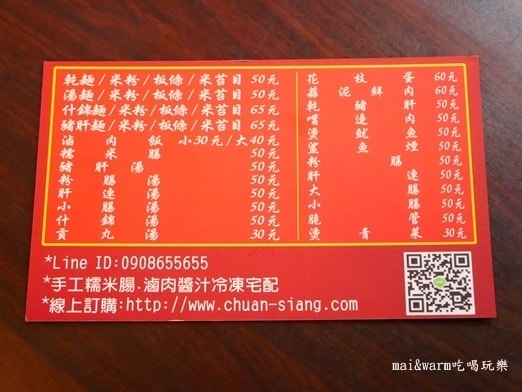 乾麵/米粉/板條/米苔目 50元
湯麵/米粉/板條/米苔目 50元
什錦麵/米粉/板條/米苔目 65元
豬肝麵/米粉/板條/米苔目 65元
滷肉飯 小30元/大40元
糯米腸 50元
豬肝湯 50元
粉腸湯 50元
肝連湯 50元
小腸湯 50元
什錦湯 50元
貢丸湯 30元
花枝蛋 60元
蒜泥鮮肉 60元
乾豬肝 50元
嘴邊肉 50元
燙魷魚 50元
鯊魚煙 50元
粉腸 50元
肝連 50元
大腸 50元
小腸 50元
脆管 50元
燙青菜 30元
*Line ID:0908655655
*手工糯米腸.滷肉醬汁冷凍宅配
*線上訂購:http://www.chuan-siang.com
mai&warm吃喝玩樂